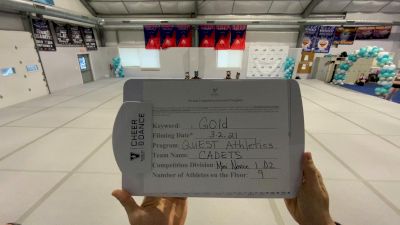 CHEER
& DANCE
Keyword: Gold
Filming Date* 3.2.21
Program: QUEST Athletics
Team Name: CADETS
Competition Division: Mini Novice 1 D2
Number of Athletes on the Floor: 9